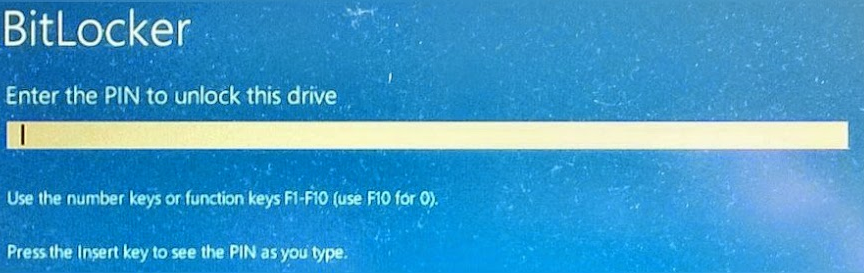 BitLocker
Enter the PIN to unlock this drive
Use the number keys or function keys F1-F10 (use F10 for 0).
Press the Insert key to see the PIN as you type.